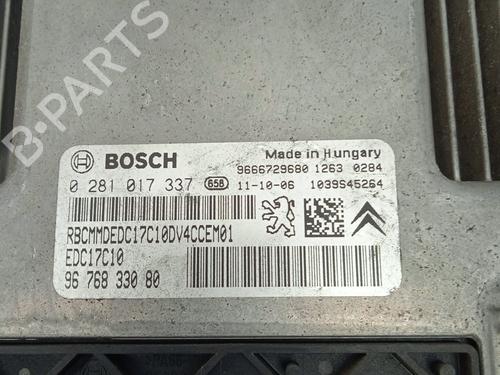 B-PARTS
BOSCH
Made in Hungary
9666729680 1263 0284
0 281 017 337 658 11-10-06 1039S45264
RBCMMDEDC17C10DV4CCEM01
EDC17C10
96 768 330 80